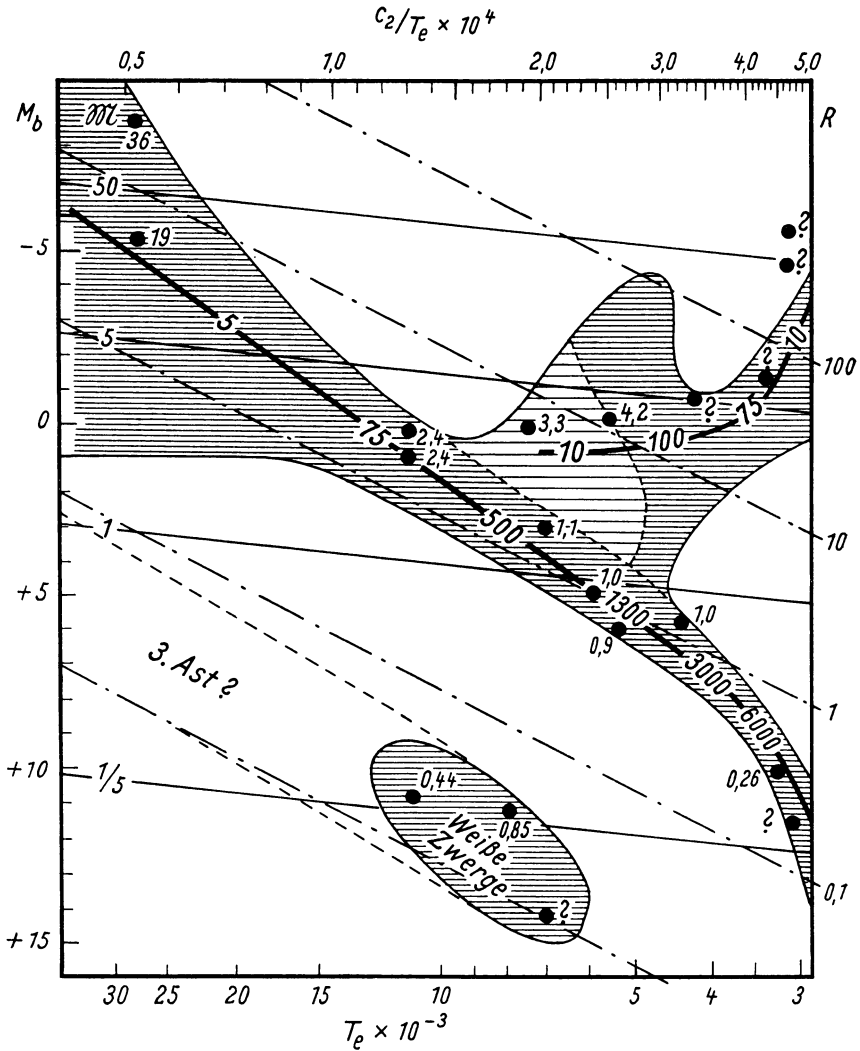 c₂/Tₑ × 10⁴
0,5 1,0 2,0 3,0 4,0 5,0
M_b 𝔐 R
36
50
?
19
−5
?
5
10
5
?
100
0
2,4 3,3 4,2 ? 75
75
2,4
10 100
500 1,1
1 10
1,0
+5
1300 1,0
0,9
3000
3. Ast?
1
6000
+10
1/5 0,44 0,26
0,85 ?
Weiße
Zwerge
0,1
?
+15
30 25 20 15 10 5 4 3
Tₑ × 10⁻³